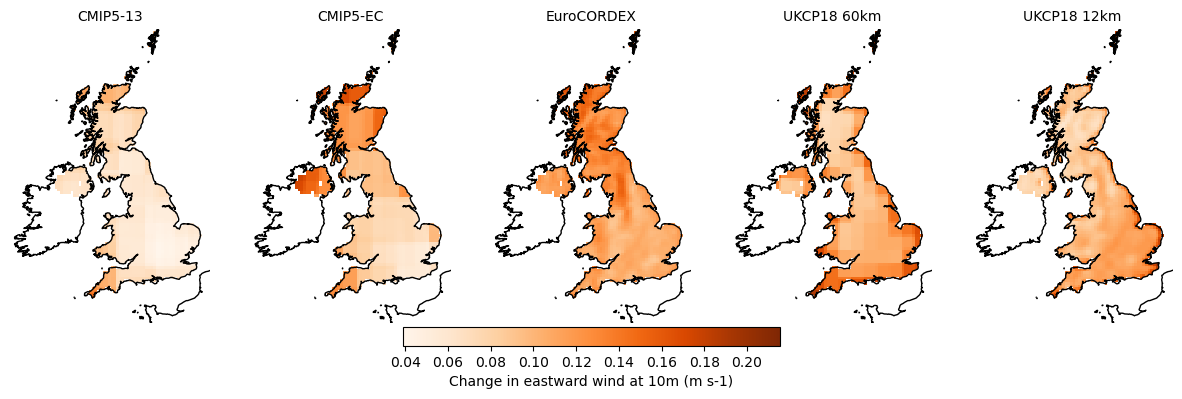 CMIP5-13 CMIP5-EC EuroCORDEX UKCP18 60km UKCP18 12km
0.04 0.06 0.08 0.10 0.12 0.14 0.16 0.18 0.20
Change in eastward wind at 10m (m s-1)